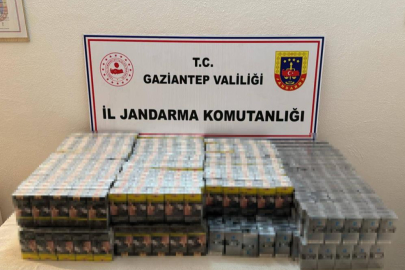 T.C.
GAZİANTEP VALİLİĞİ
İL JANDARMA KOMUTANLIĞI